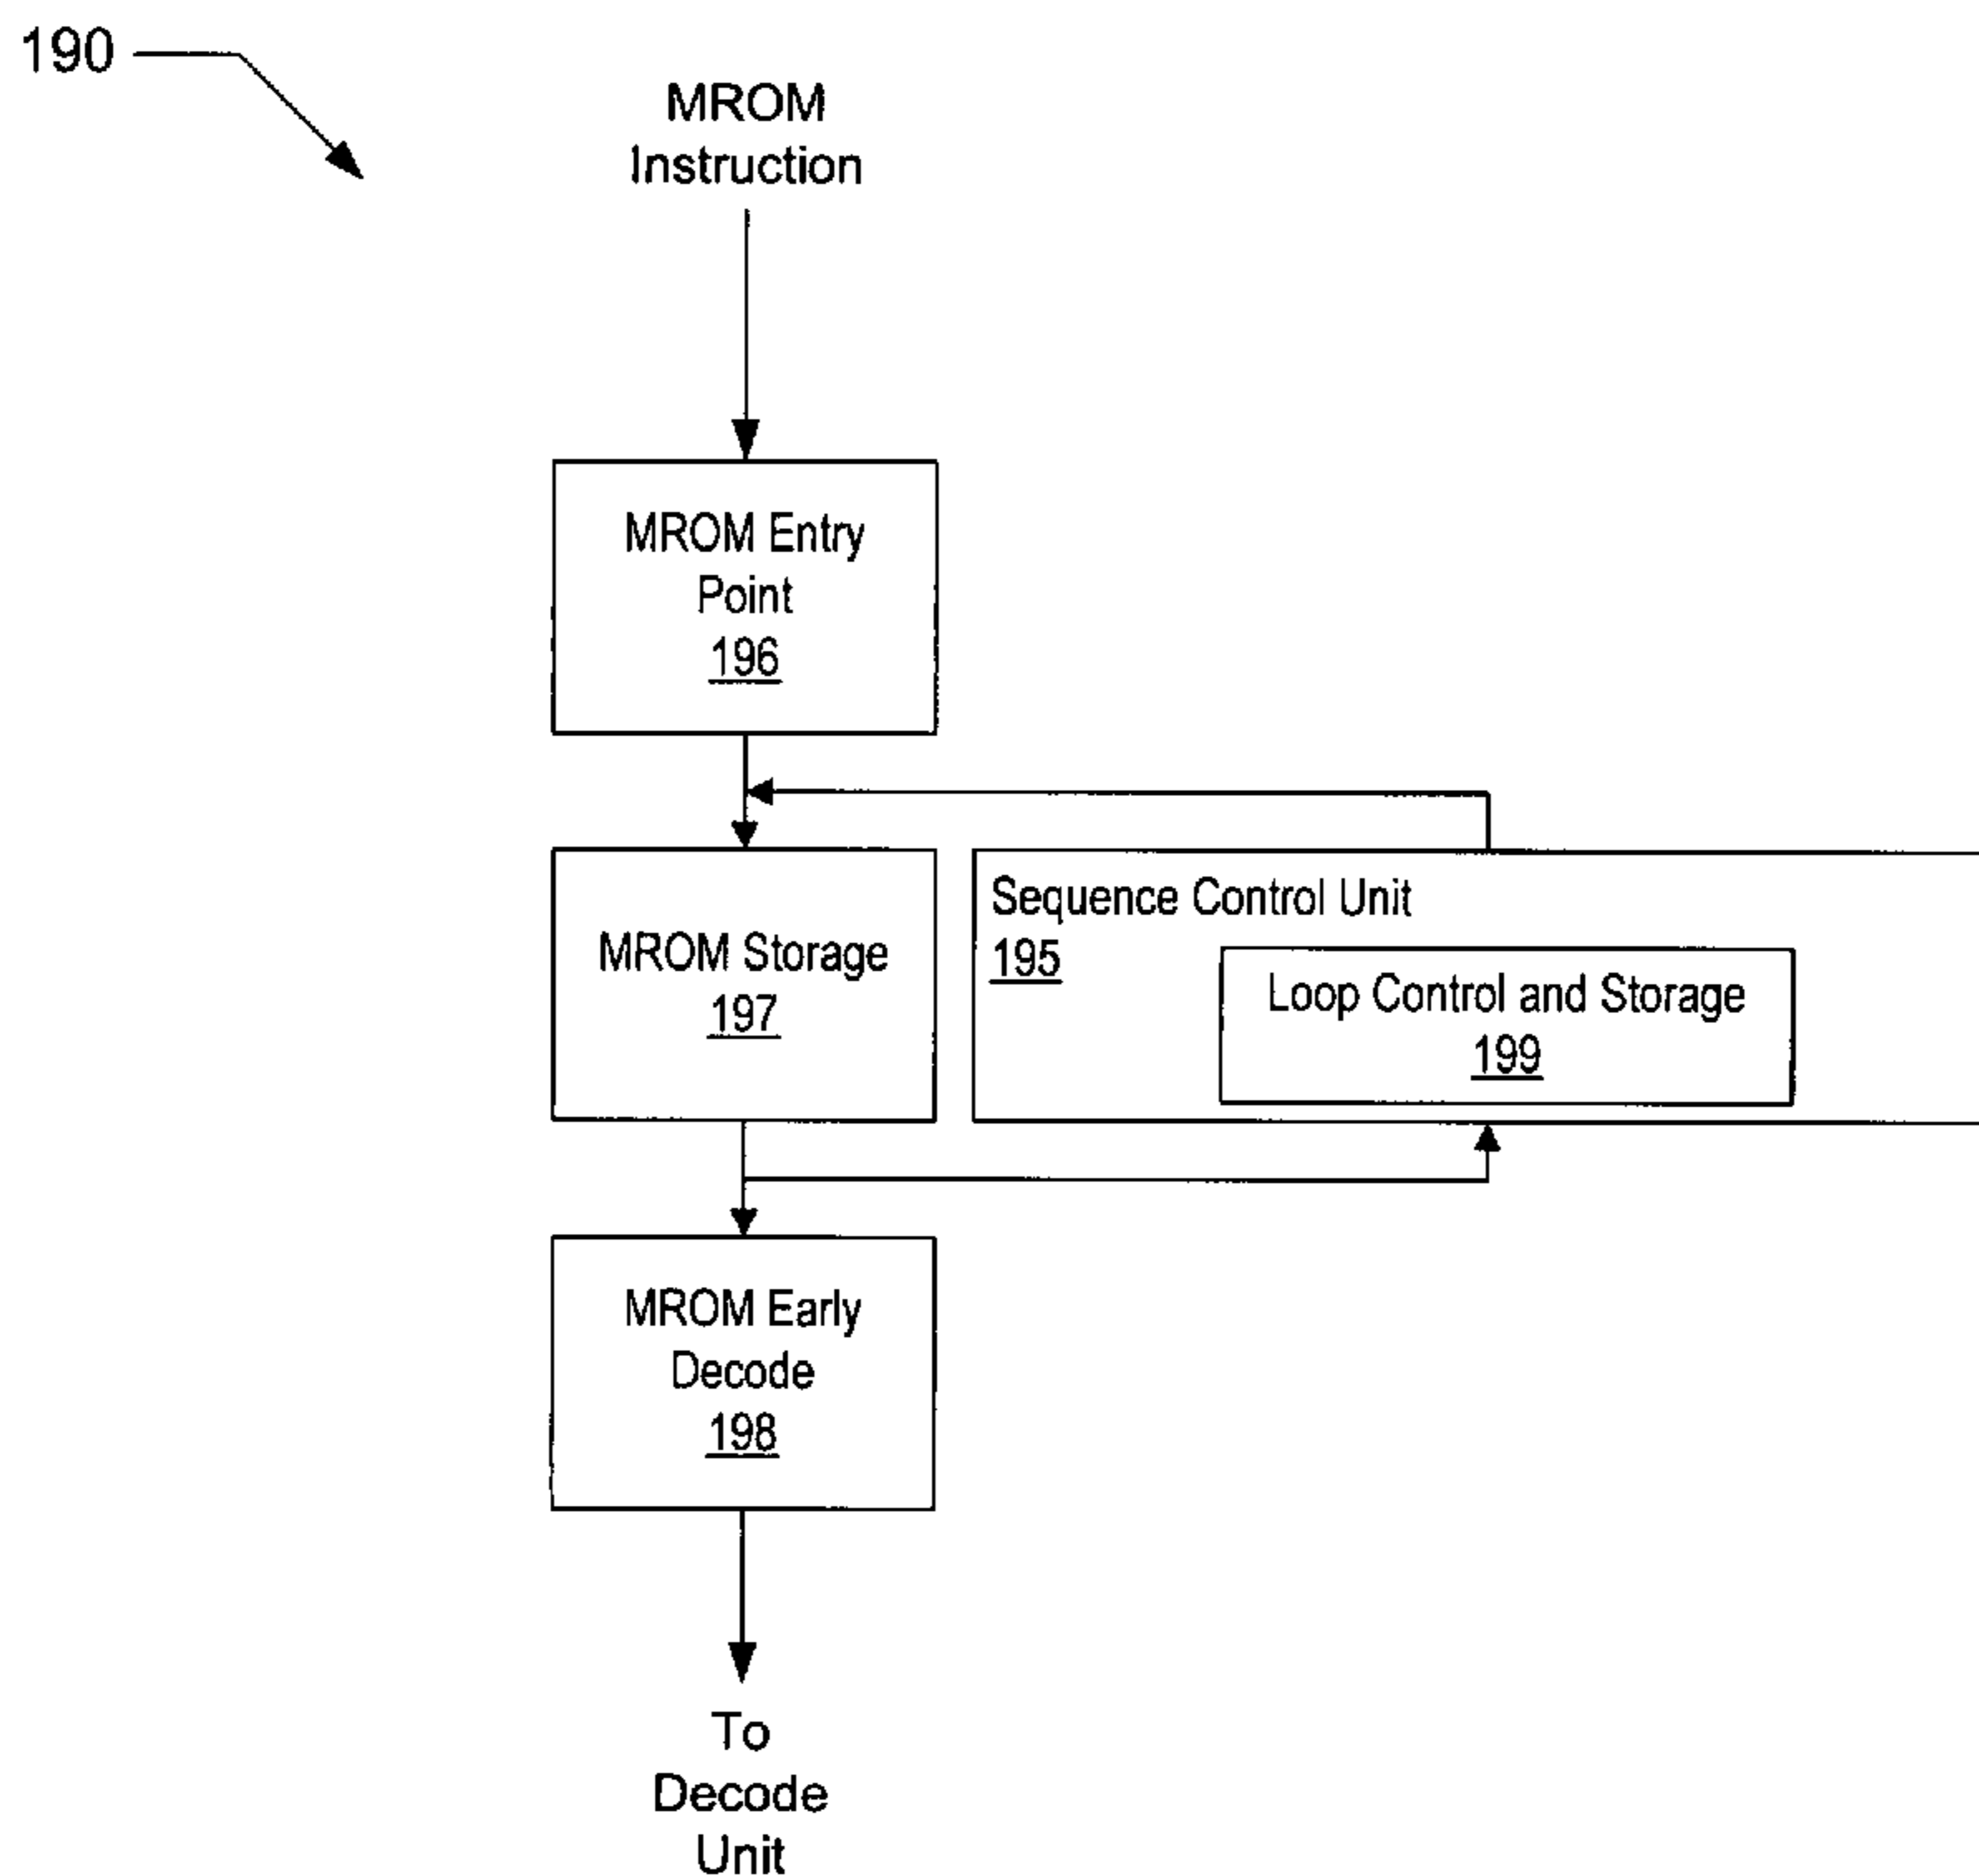 190
MROM
Instruction
MROM Entry
Point
196
MROM Storage
197
Sequence Control Unit
195
Loop Control and Storage
199
MROM Early
Decode
198
To
Decode
Unit